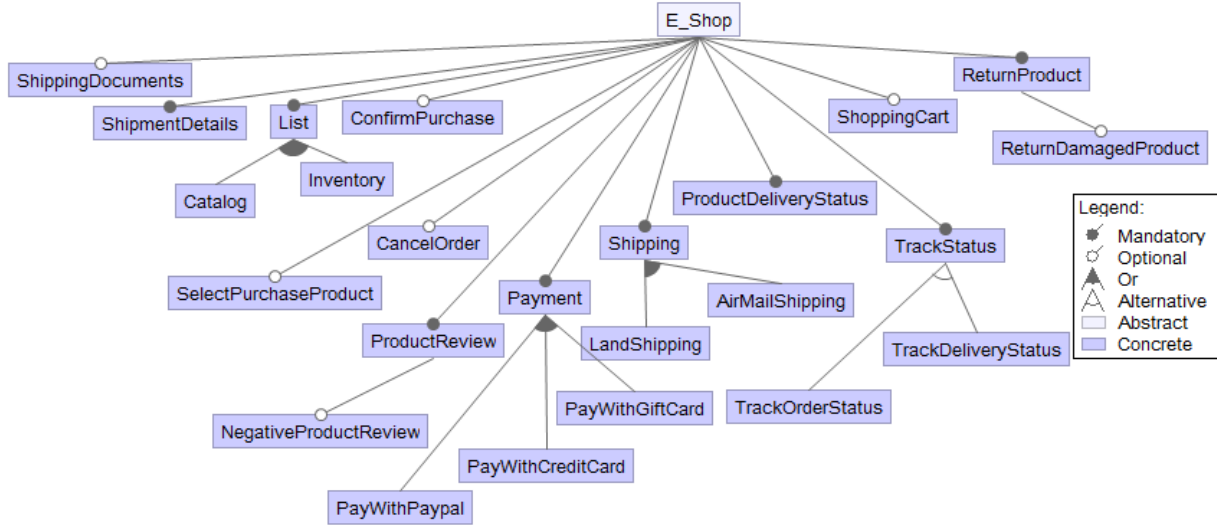 E_Shop
ShippingDocuments
ReturnProduct
ShipmentDetails
List
ConfirmPurchase
ShoppingCart
ReturnDamagedProduct
Catalog
Inventory
ProductDeliveryStatus
CancelOrder
Shipping
TrackStatus
SelectPurchaseProduct
Payment
AirMailShipping
ProductReview
LandShipping
TrackDeliveryStatus
PayWithGiftCard
TrackOrderStatus
NegativeProductReview
PayWithCreditCard
PayWithPaypal
Legend:
Mandatory
Optional
Or
Alternative
Abstract
Concrete